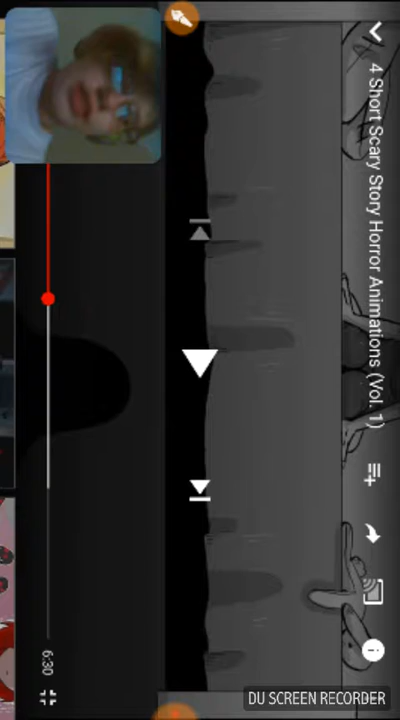 4 Short Scary Story Horror Animations (Vol. 1)
6:30
DU SCREEN RECORDER